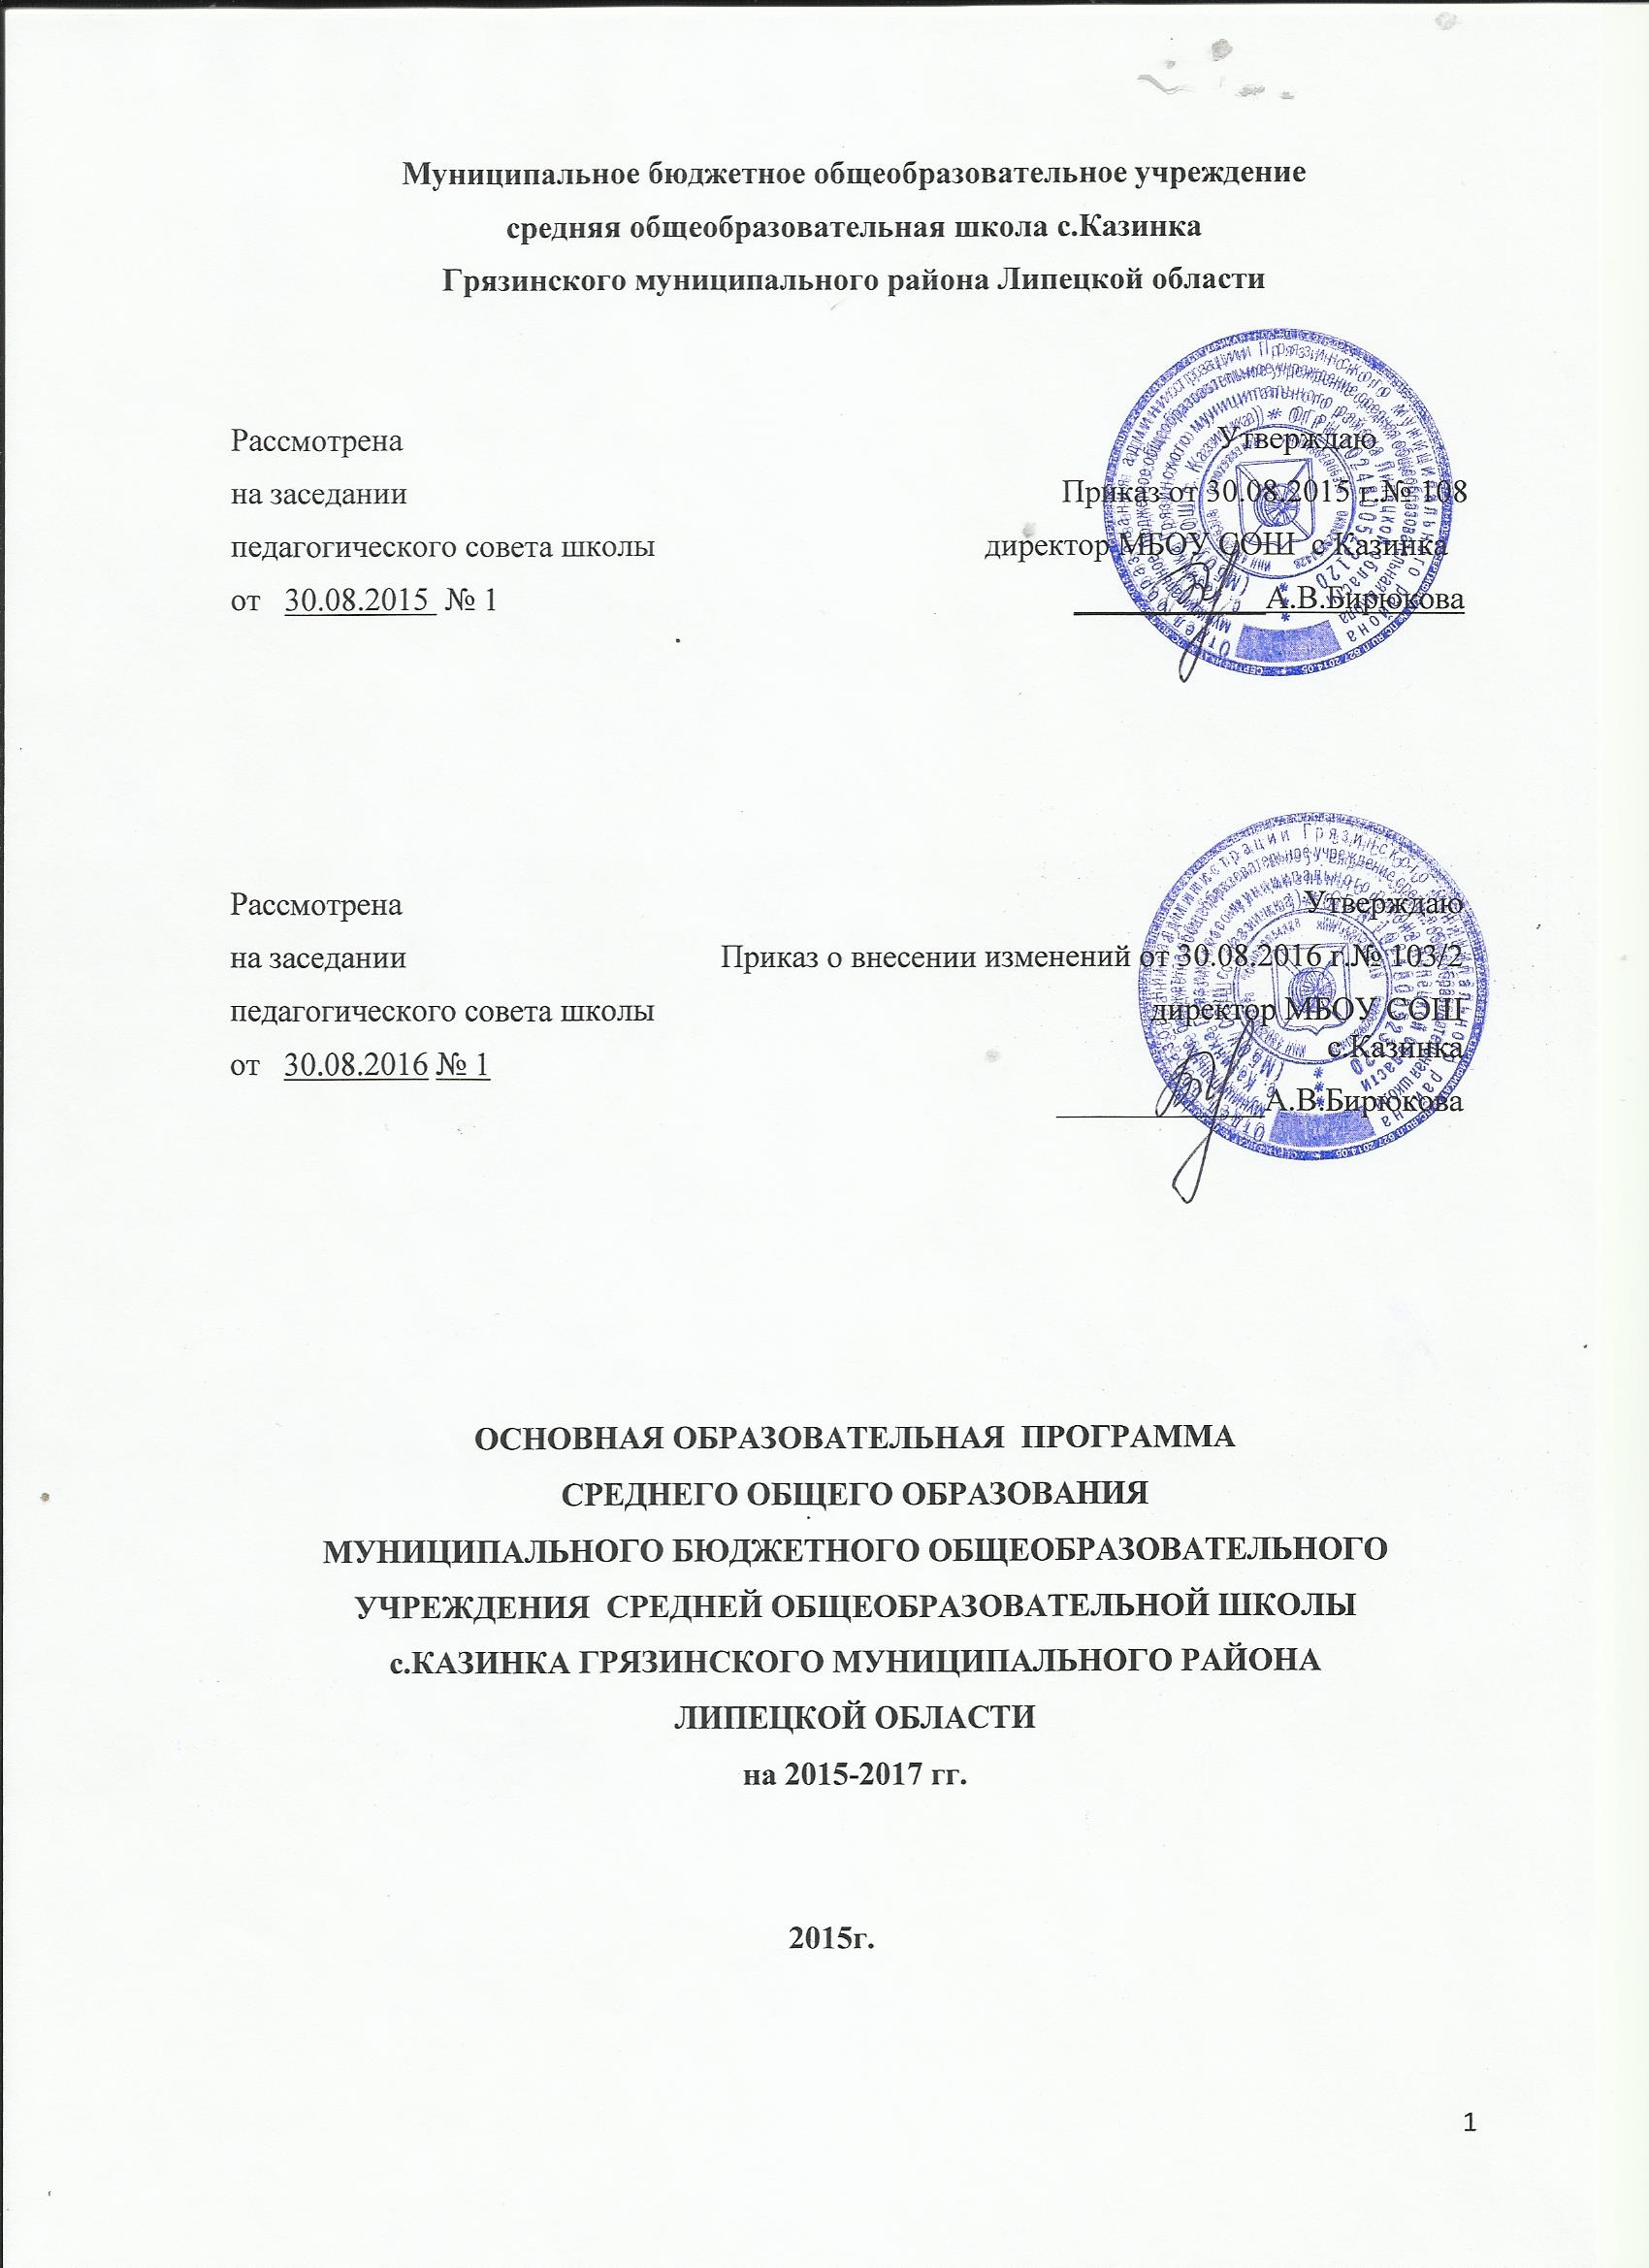 Муниципальное бюджетное общеобразовательное учреждение
средняя общеобразовательная школа с.Казинка
Грязинского муниципального района Липецкой области
Рассмотрена
на заседании
педагогического совета школы
от 30.08.2015 № 1
Утверждаю
Приказ от 30.08.2015 г.№ 108
директор МБОУ СОШ с.Казинка
А.В.Бирюкова
Рассмотрена
на заседании
педагогического совета школы
от 30.08.2016 № 1
Утверждаю
Приказ о внесении изменений от 30.08.2016 г.№ 103/2
директор МБОУ СОШ
с.Казинка
А.В.Бирюкова
ОСНОВНАЯ ОБРАЗОВАТЕЛЬНАЯ ПРОГРАММА
СРЕДНЕГО ОБЩЕГО ОБРАЗОВАНИЯ
МУНИЦИПАЛЬНОГО БЮДЖЕТНОГО ОБЩЕОБРАЗОВАТЕЛЬНОГО
УЧРЕЖДЕНИЯ СРЕДНЕЙ ОБЩЕОБРАЗОВАТЕЛЬНОЙ ШКОЛЫ
с.КАЗИНКА ГРЯЗИНСКОГО МУНИЦИПАЛЬНОГО РАЙОНА
ЛИПЕЦКОЙ ОБЛАСТИ
на 2015-2017 гг.
2015г.
1